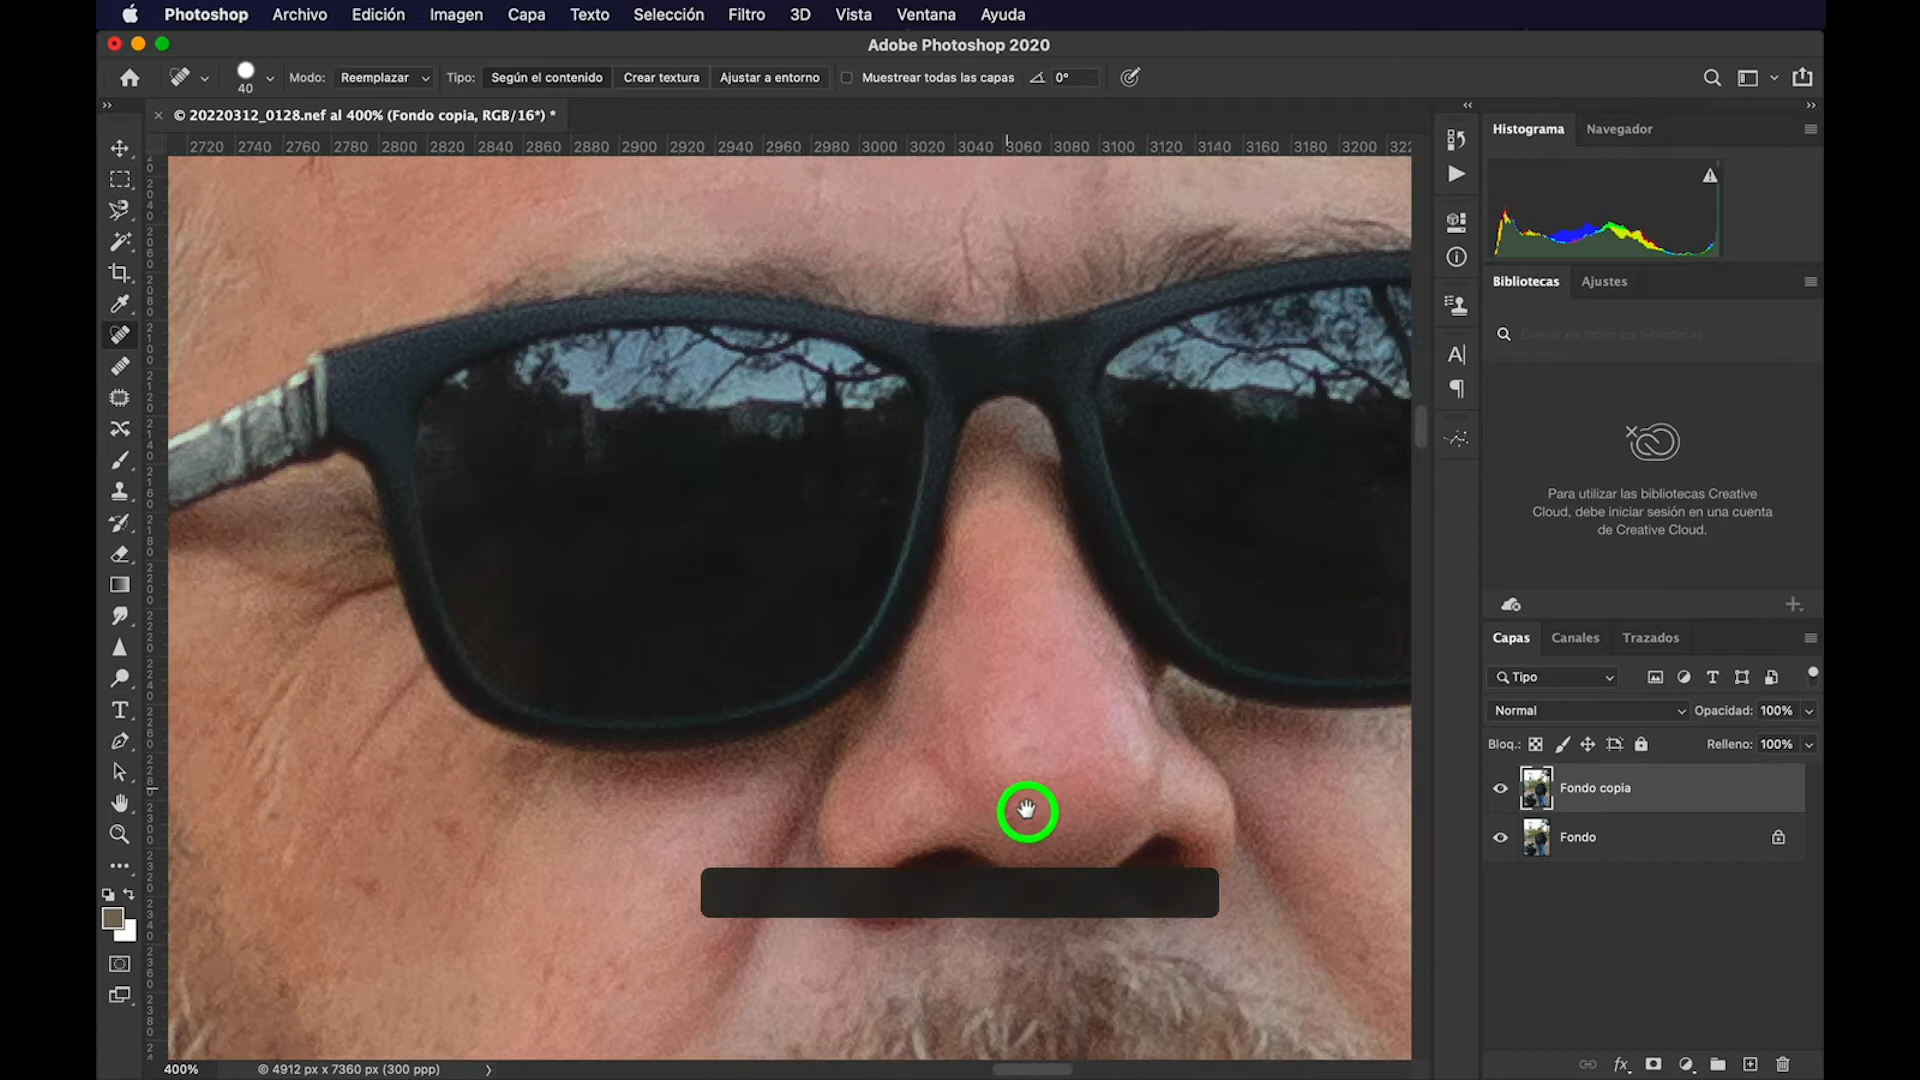 Photoshop Archivo Edición Imagen Capa Texto Selección Filtro 3D Vista Ventana Ayuda
Adobe Photoshop 2020
40 Modo: Reemplazar Tipo: Según el contenido Crear textura Ajustar a entorno Muestrear todas las capas 0°
© 20220312_0128.nef al 400% (Fondo copia, RGB/16*) *
2720 2740 2760 2780 2800 2820 2840 2860 2880 2900 2920 2940 2960 2980 3000 3020 3040 3060 3080 3100 3120 3140 3160 3180 3200 322
Histograma Navegador
Bibliotecas Ajustes
Para utilizar las bibliotecas Creative
Cloud, debe iniciar sesión en una cuenta
de Creative Cloud.
Capas Canales Trazados
Tipo
Normal Opacidad: 100%
Bloq.: Relleno: 100%
Fondo copia
Fondo
400% © 4912 px x 7360 px (300 ppp)